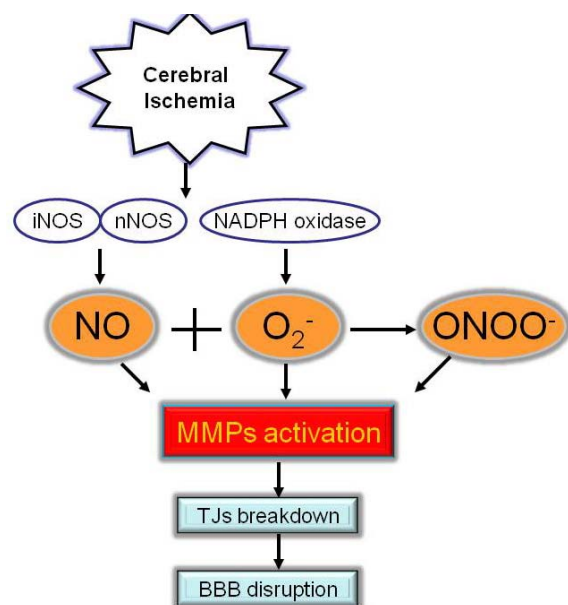 Cerebral
Ischemia
iNOS nNOS NADPH oxidase
NO + O₂⁻ ONOO⁻
MMPs activation
TJs breakdown
BBB disruption